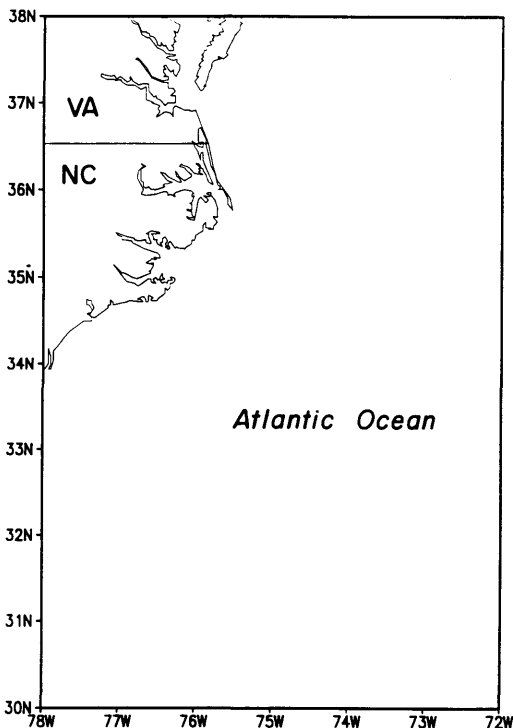 38N
37N
VA
NC
36N
35N
34N
Atlantic Ocean
33N
32N
31N
30N
78W 77W 76W 75W 74W 73W 72W